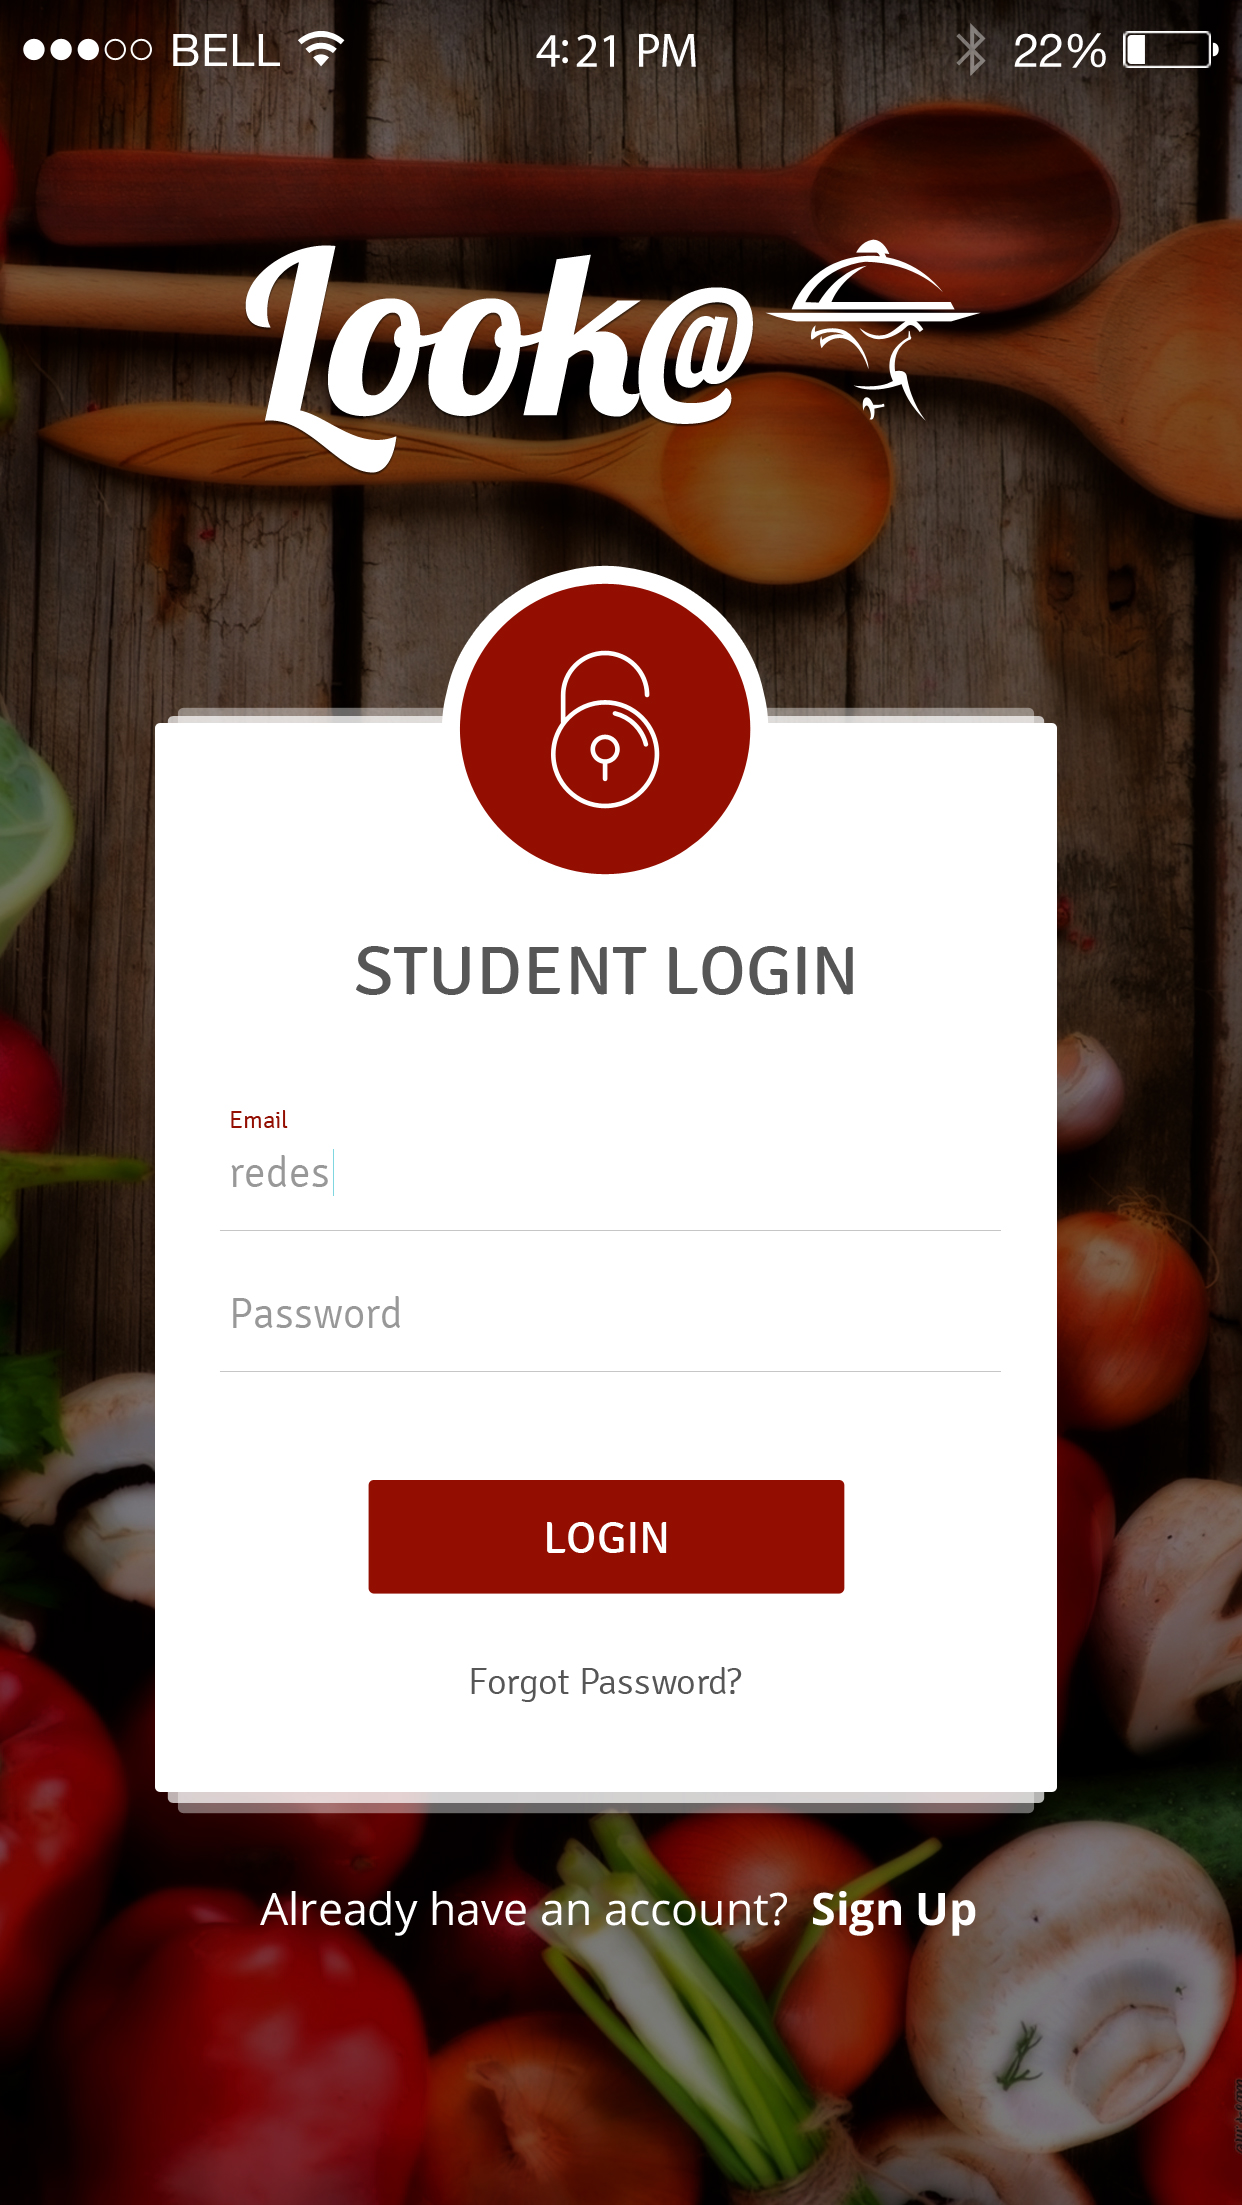 BELL 4:21 PM 22%
Look@
STUDENT LOGIN
Email
redes
Password
LOGIN
Forgot Password?
Already have an account? Sign Up